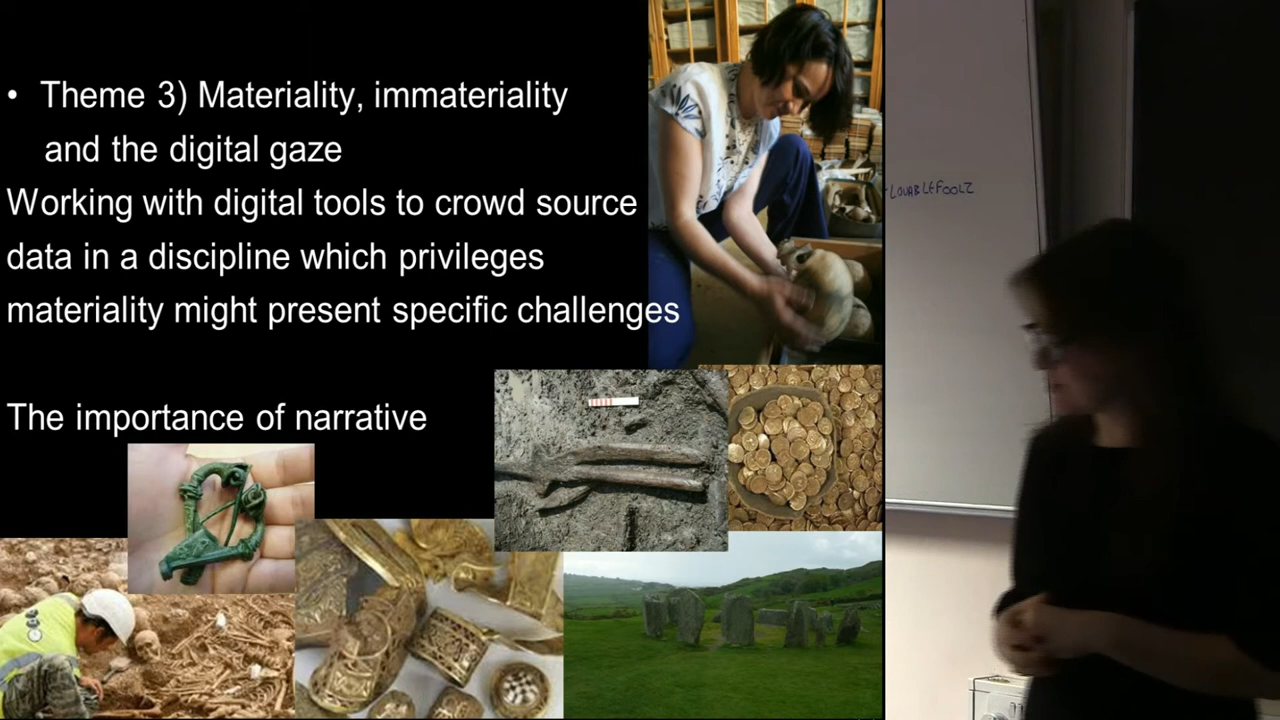 • Theme 3) Materiality, immateriality
and the digital gaze
Working with digital tools to crowd source
data in a discipline which privileges
materiality might present specific challenges
The importance of narrative
LOVABLEFOOLZ